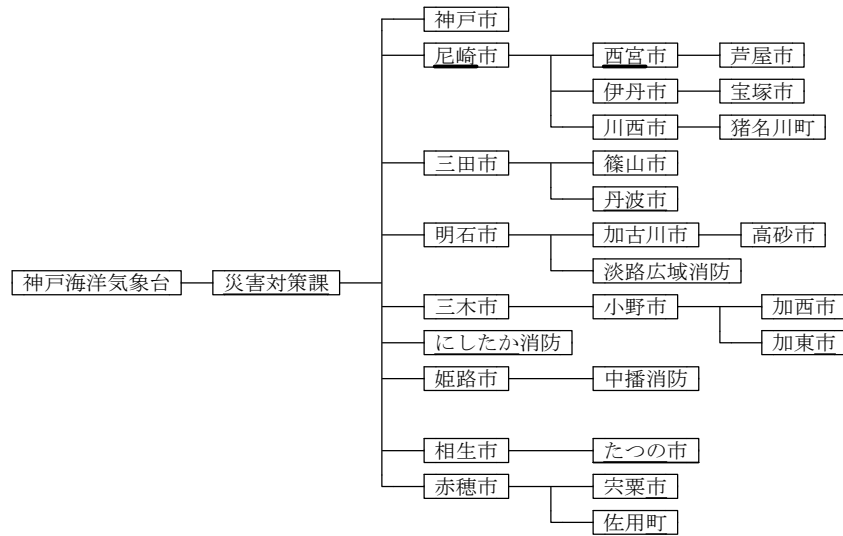 神戸市
尼崎市 西宮市 芦屋市
伊丹市 宝塚市
川西市 猪名川町
三田市 篠山市
丹波市
明石市 加古川市 高砂市
神戸海洋気象台 災害対策課 淡路広域消防
三木市 小野市 加西市
にしたか消防 加東市
姫路市 中播消防
相生市 たつの市
赤穂市 宍粟市
佐用町